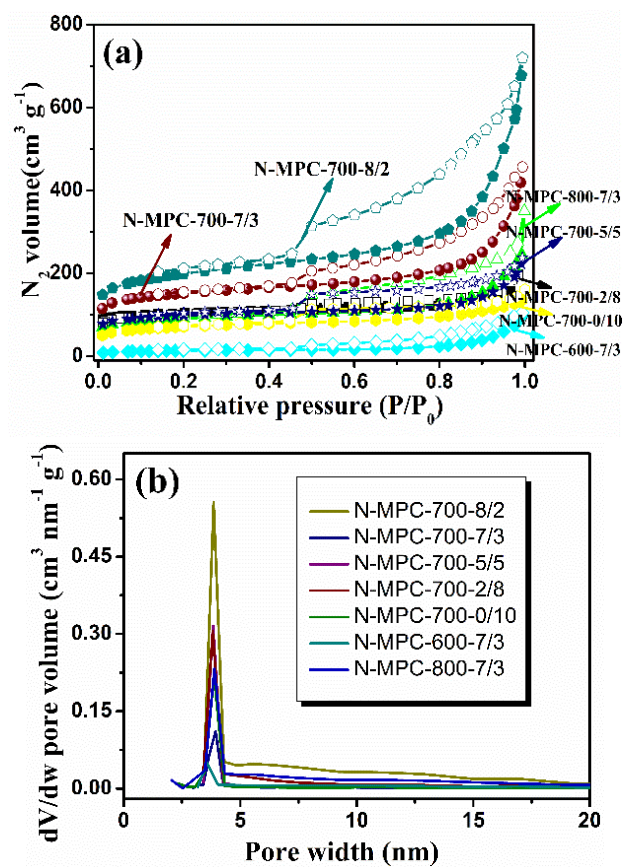 (a)
800
600
400
200
0
N₂ volume(cm³ g⁻¹)
N-MPC-700-8/2
N-MPC-700-7/3
N-MPC-800-7/3
N-MPC-700-5/5
N-MPC-700-2/8
N-MPC-700-0/10
N-MPC-600-7/3
0.0 0.2 0.4 0.6 0.8 1.0
Relative pressure (P/P₀)
(b)
0.60
0.45
0.30
0.15
0.00
dV/dw pore volume (cm³ nm⁻¹ g⁻¹)
N-MPC-700-8/2
N-MPC-700-7/3
N-MPC-700-5/5
N-MPC-700-2/8
N-MPC-700-0/10
N-MPC-600-7/3
N-MPC-800-7/3
0 5 10 15 20
Pore width (nm)